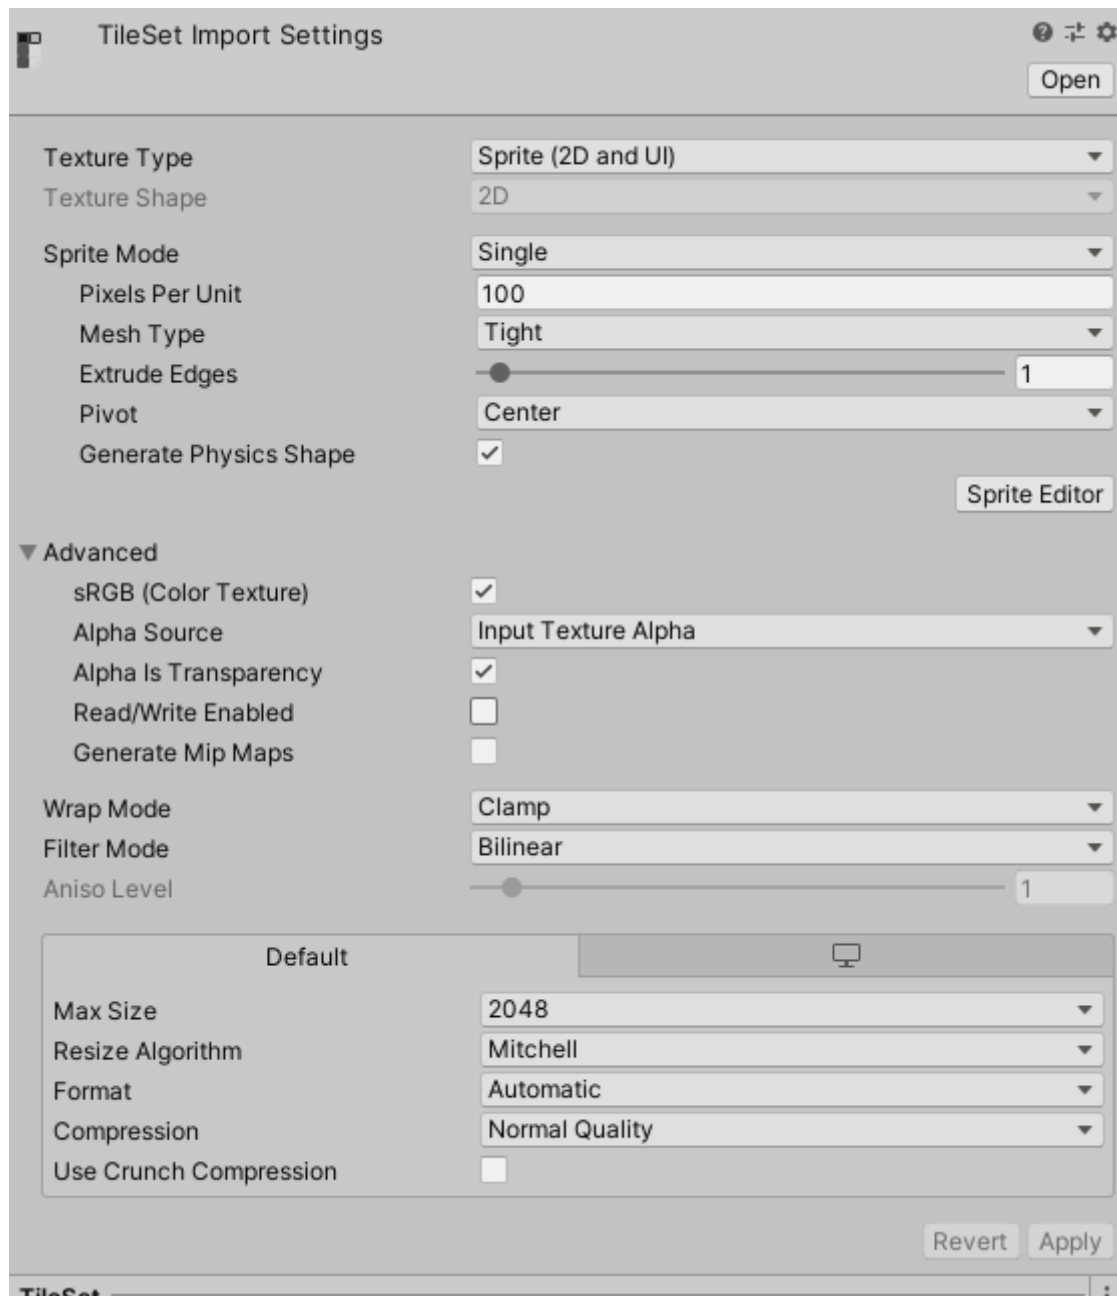 TileSet Import Settings
Open
Texture Type Sprite (2D and UI)
Texture Shape 2D
Sprite Mode Single
Pixels Per Unit 100
Mesh Type Tight
Extrude Edges 1
Pivot Center
Generate Physics Shape
Sprite Editor
Advanced
sRGB (Color Texture)
Alpha Source Input Texture Alpha
Alpha Is Transparency
Read/Write Enabled
Generate Mip Maps
Wrap Mode Clamp
Filter Mode Bilinear
Aniso Level 1
Default
Max Size 2048
Resize Algorithm Mitchell
Format Automatic
Compression Normal Quality
Use Crunch Compression
Revert Apply
TileSet